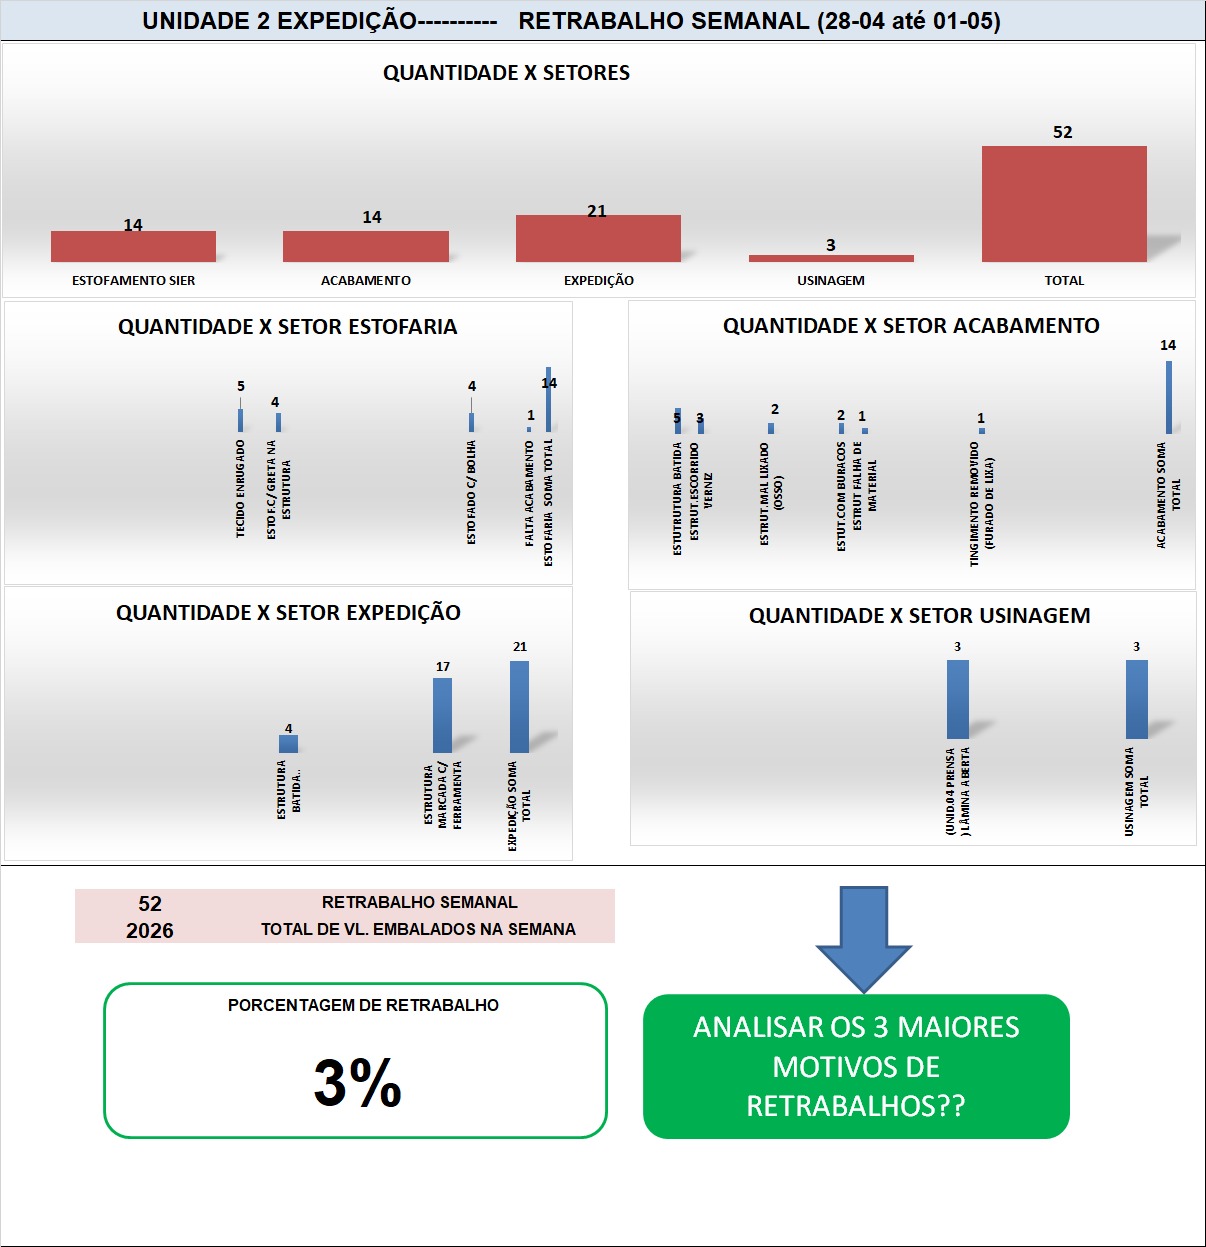 UNIDADE 2 EXPEDIÇÃO---------- RETRABALHO SEMANAL (28-04 até 01-05)
QUANTIDADE X SETORES
14
14
21
3
52
ESTOFAMENTO SIER
ACABAMENTO
EXPEDIÇÃO
USINAGEM
TOTAL
QUANTIDADE X SETOR ESTOFARIA
5
4
4
1
14
TECIDO ENRUGADO
ESTOF.C/ GRETA NA
ESTRUTURA
ESTOFADO C/ BOLHA
FALTA ACABAMENTO
ESTOFARIA SOMA TOTAL
QUANTIDADE X SETOR ACABAMENTO
5
3
2
2
1
1
14
ESTUTRUTURA BATIDA
ESTRUT.ESCORRIDO
VERNIZ
ESTRUT.MAL LIXADO
(OSSO)
ESTUT.COM BURACOS
ESTRUT FALHA DE
MATERIAL
TINGIMENTO REMOVIDO
(FURADO DE LIXA)
ACABAMENTO SOMA
TOTAL
QUANTIDADE X SETOR EXPEDIÇÃO
4
17
21
ESTRUTURA
BATIDA..
ESTRUTURA
MARCADA C/
FERRAMENTA
EXPEDIÇÃO SOMA
TOTAL
QUANTIDADE X SETOR USINAGEM
3
3
(UNID.04 PRENSA
) LÂMINA ABERTA
USINAGEM SOMA
TOTAL
52 RETRABALHO SEMANAL
2026 TOTAL DE VL. EMBALADOS NA SEMANA
PORCENTAGEM DE RETRABALHO
3%
ANALISAR OS 3 MAIORES
MOTIVOS DE
RETRABALHOS??